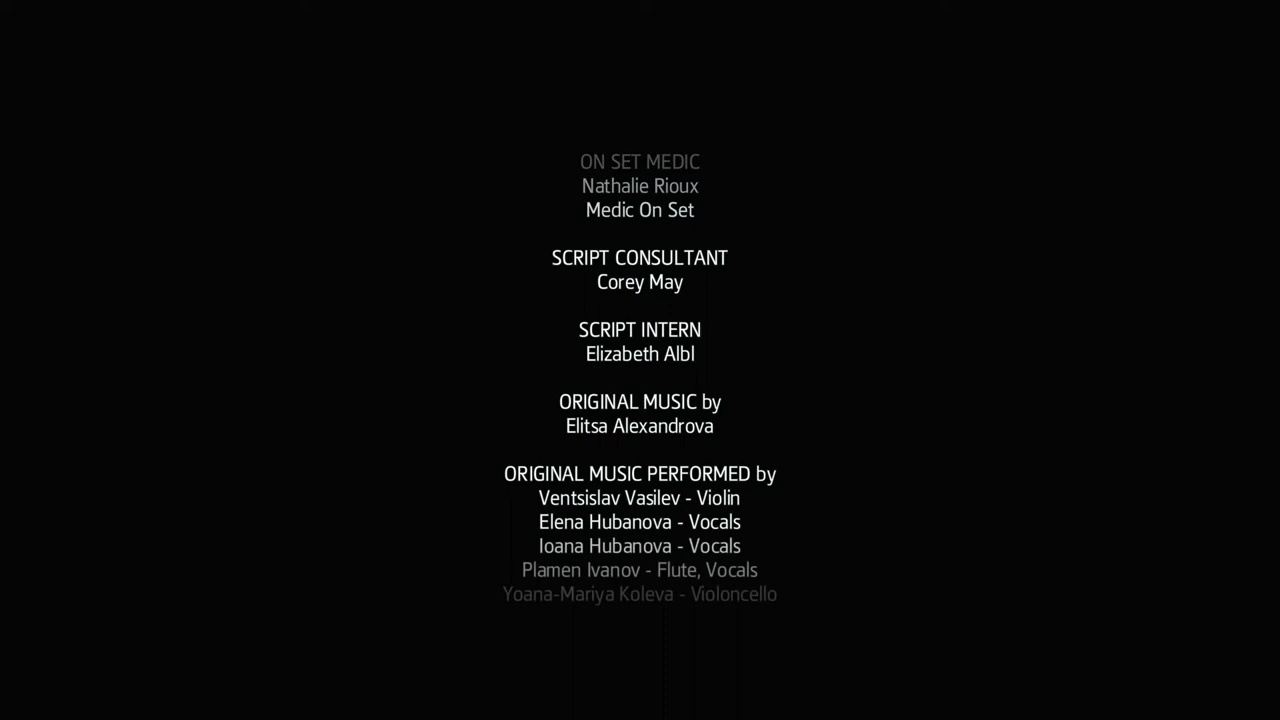 ON SET MEDIC
Nathalie Rioux
Medic On Set
SCRIPT CONSULTANT
Corey May
SCRIPT INTERN
Elizabeth Albl
ORIGINAL MUSIC by
Elitsa Alexandrova
ORIGINAL MUSIC PERFORMED by
Ventsislav Vasilev - Violin
Elena Hubanova - Vocals
Ioana Hubanova - Vocals
Plamen Ivanov - Flute, Vocals
Yoana-Mariya Koleva - Violoncello